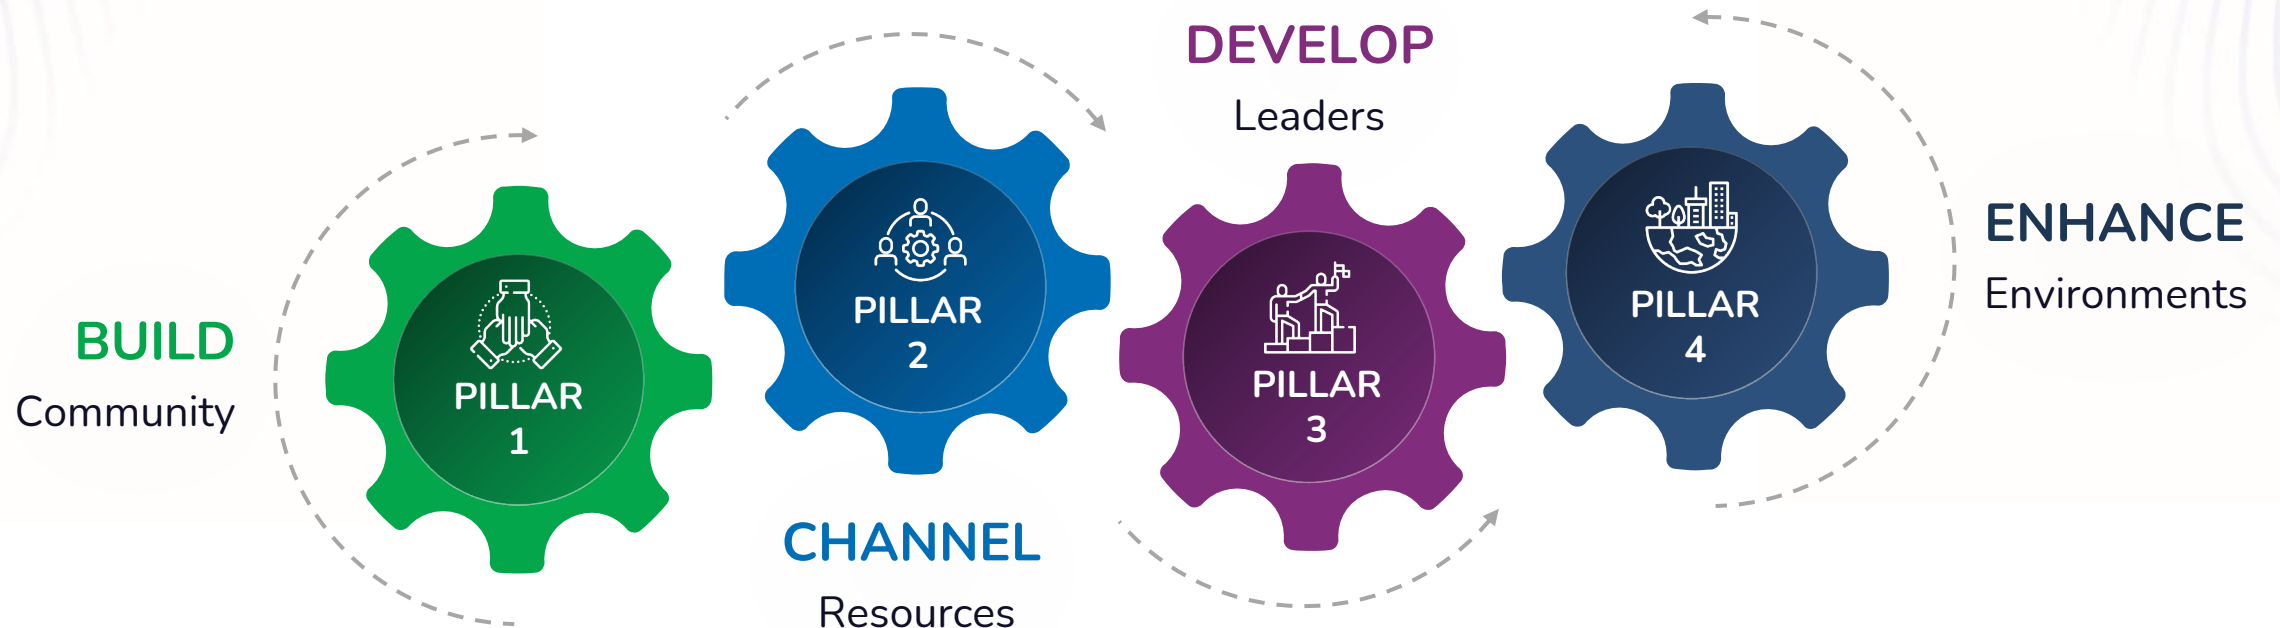 BUILD
Community
PILLAR
1
PILLAR
2
CHANNEL
Resources
DEVELOP
Leaders
PILLAR
3
PILLAR
4
ENHANCE
Environments